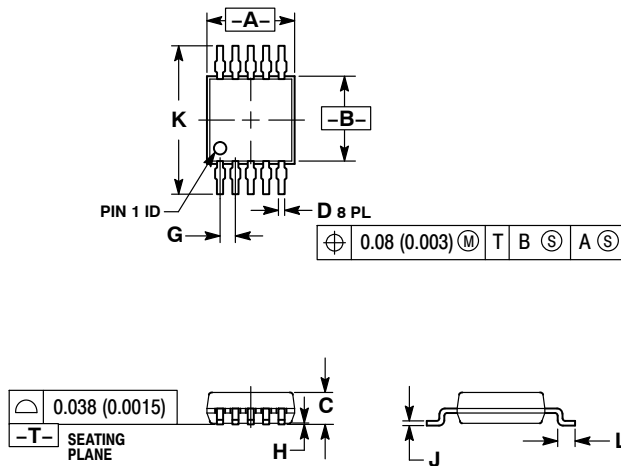 –A–
K
–B–
PIN 1 ID
G
D 8 PL
⌖ 0.08 (0.003) Ⓜ T B Ⓢ A Ⓢ
⌓ 0.038 (0.0015)
–T– SEATING
PLANE
C
H
J
L